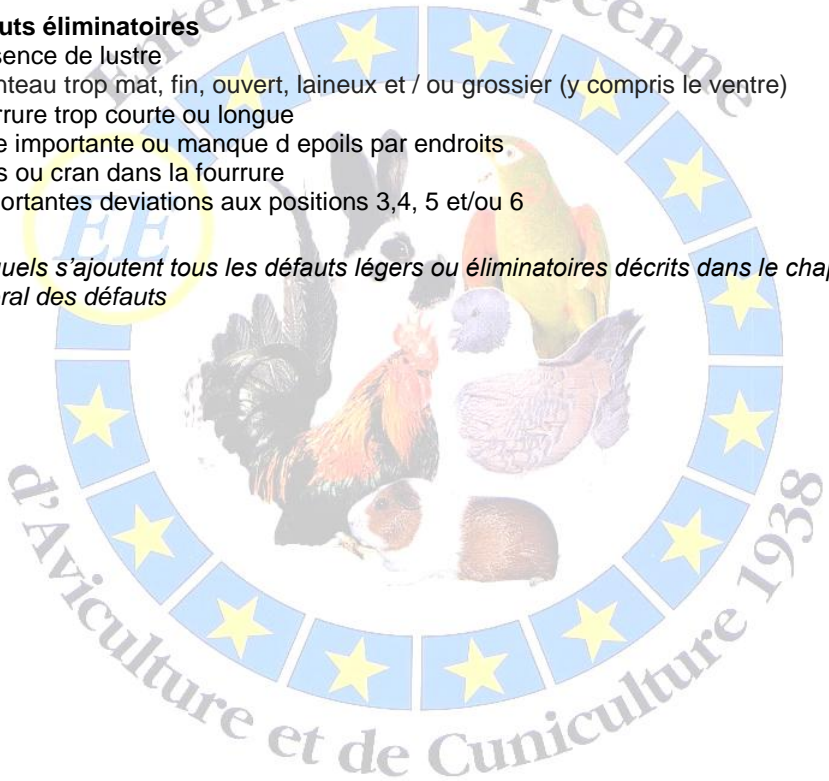 uts éliminatoires
sence de lustre
nteau trop mat, fin, ouvert, laineux et / ou grossier (y compris le ventre)
rrure trop courte ou longue
e importante ou manque d epoils par endroits
s ou cran dans la fourrure
portantes deviations aux positions 3,4, 5 et/ou 6
EE
quels s’ajoutent tous les défauts légers ou éliminatoires décrits dans le chap
ral des défauts
d'Aviculture et de Cuniculture 1938